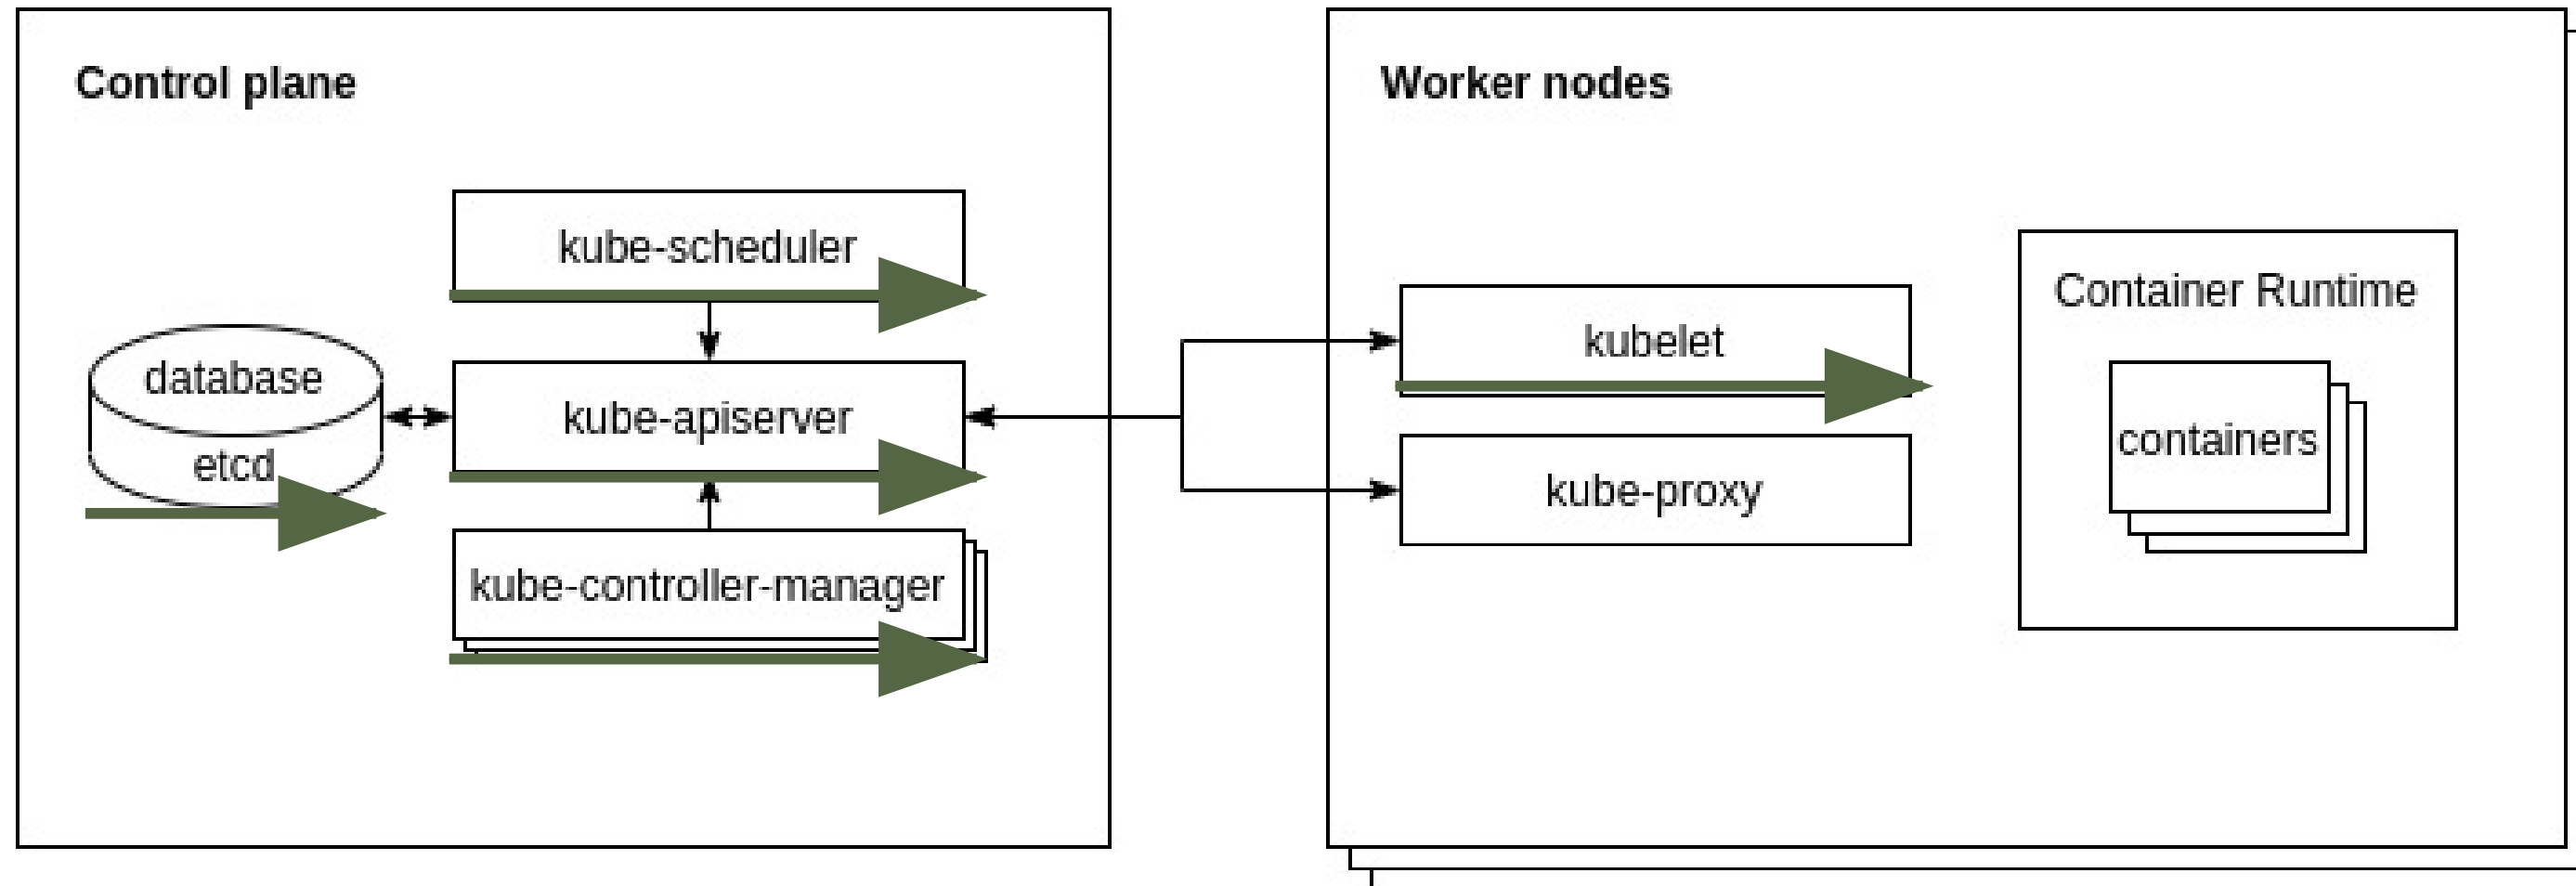 Control plane
kube-scheduler
database
etcd
kube-apiserver
kube-controller-manager
Worker nodes
kubelet
kube-proxy
Container Runtime
containers